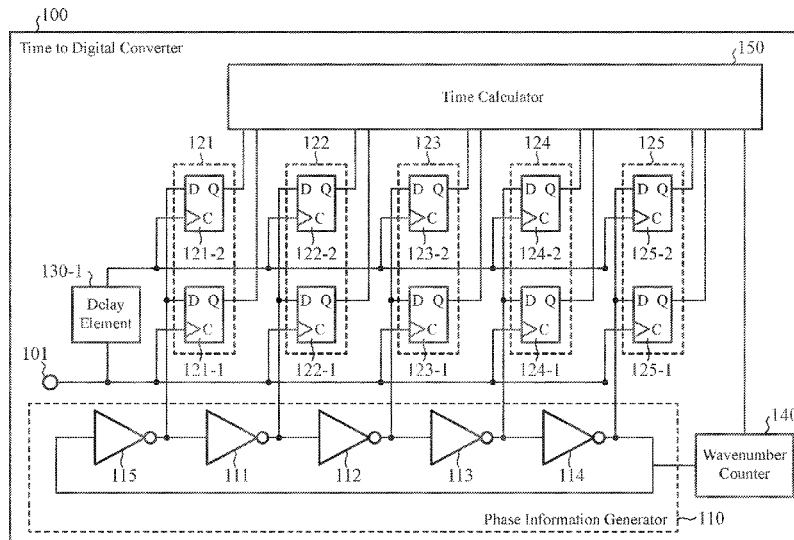 100
Time to Digital Converter
150
Time Calculator
121
122
123
124
125
D Q
D Q
D Q
D Q
D Q
C
C
C
C
C
121-2
122-2
123-2
124-2
125-2
130-1
Delay
Element
D Q
D Q
D Q
D Q
D Q
C
C
C
C
C
101
121-1
122-1
123-1
124-1
125-1
140
Wavenumber
Counter
115
111
112
113
114
Phase Information Generator
110